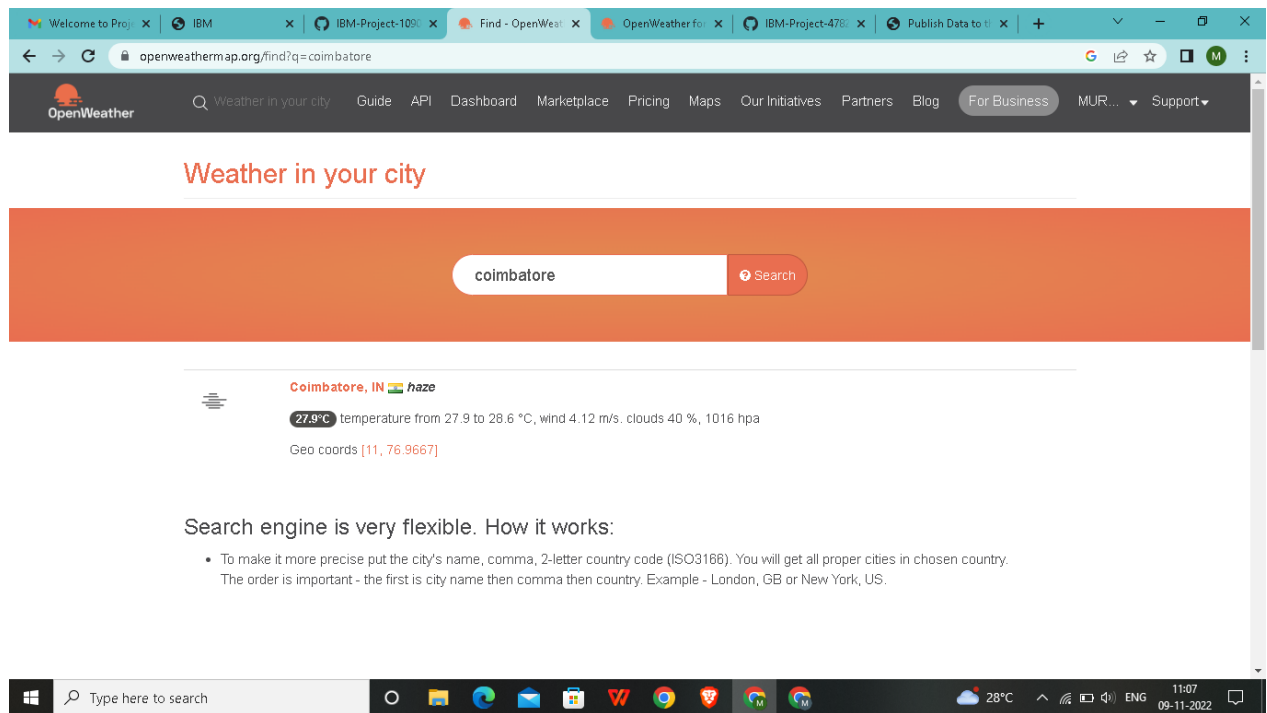 Welcome to Proj
IBM
IBM-Project-1090
Find - OpenWeat
OpenWeather for
IBM-Project-4782
Publish Data to th
openweathermap.org/find?q=coimbatore
G
M
OpenWeather
Weather in your city
Guide
API
Dashboard
Marketplace
Pricing
Maps
Our Initiatives
Partners
Blog
For Business
MUR...
Support
Weather in your city
coimbatore
Search
Coimbatore, IN haze
27.9°C temperature from 27.9 to 28.6 °C, wind 4.12 m/s. clouds 40 %, 1016 hpa
Geo coords [11, 76.9667]
Search engine is very flexible. How it works:
• To make it more precise put the city's name, comma, 2-letter country code (ISO3166). You will get all proper cities in chosen country.
The order is important - the first is city name then comma then country. Example - London, GB or New York, US.
Type here to search
28°C
ENG
11:07
09-11-2022